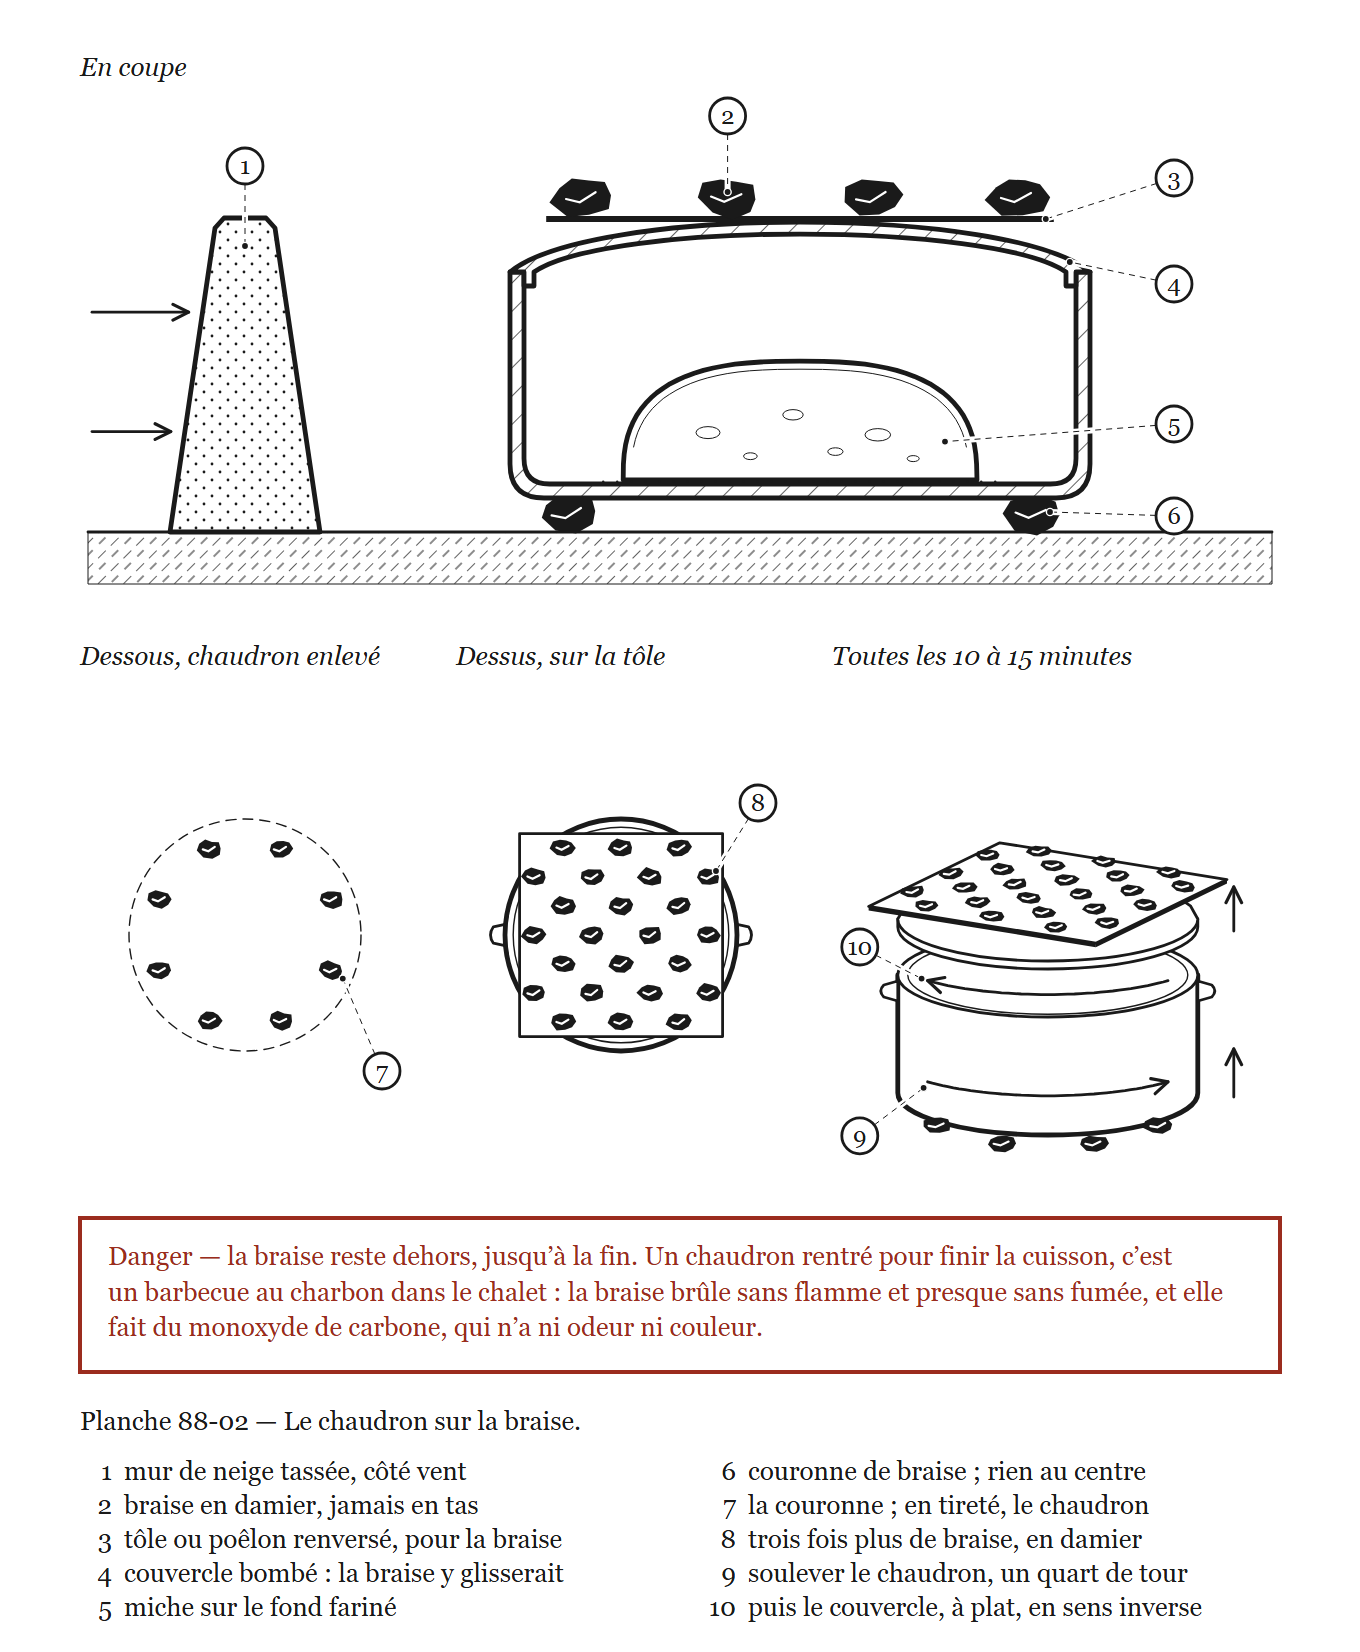 En coupe
2
1
3
4
5
6
Dessous, chaudron enlevé
Dessus, sur la tôle
Toutes les 10 à 15 minutes
8
10
7
9
Danger — la braise reste dehors, jusqu’à la fin. Un chaudron rentré pour finir la cuisson, c’est
un barbecue au charbon dans le chalet : la braise brûle sans flamme et presque sans fumée, et elle
fait du monoxyde de carbone, qui n’a ni odeur ni couleur.
Planche 88-02 — Le chaudron sur la braise.
1 mur de neige tassée, côté vent
2 braise en damier, jamais en tas
3 tôle ou poêlon renversé, pour la braise
4 couvercle bombé : la braise y glisserait
5 miche sur le fond fariné
6 couronne de braise ; rien au centre
7 la couronne ; en tireté, le chaudron
8 trois fois plus de braise, en damier
9 soulever le chaudron, un quart de tour
10 puis le couvercle, à plat, en sens inverse